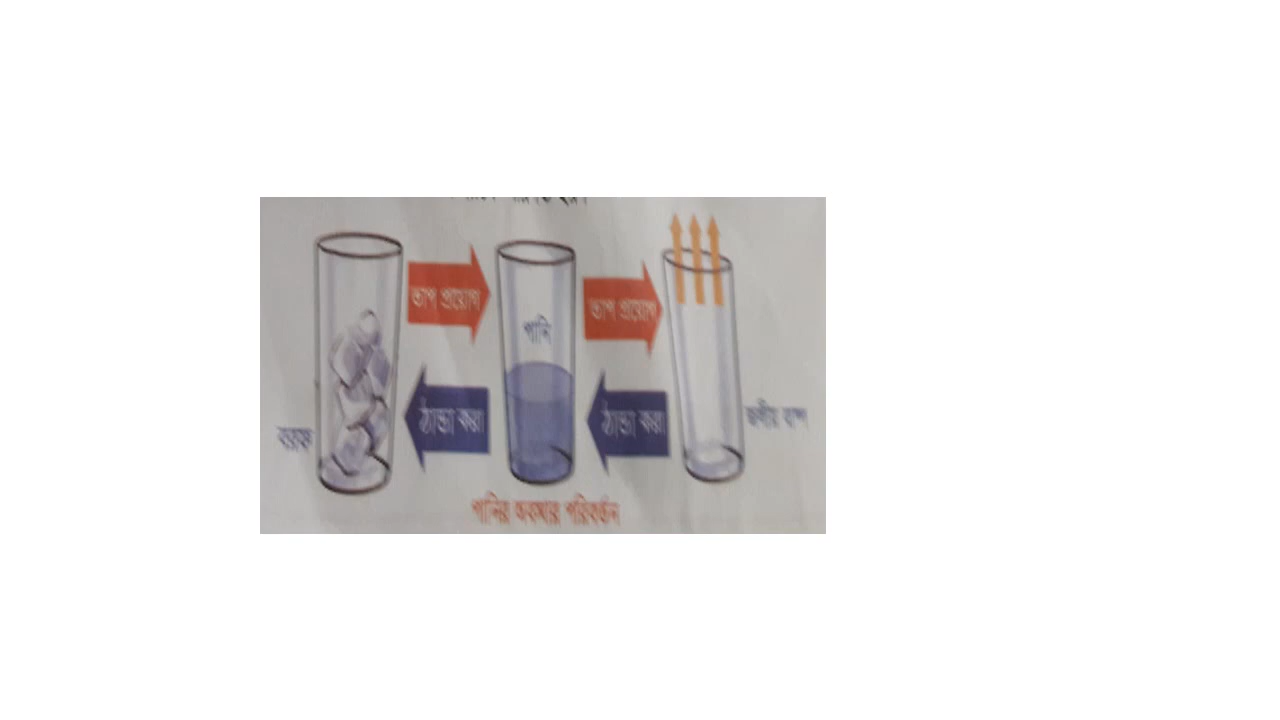 তাপ প্রয়োগ
তাপ প্রয়োগ
পানি
ঠান্ডা করা
ঠান্ডা করা
বরফ
জলীয় বাষ্প
পানির অবস্থার পরিবর্তন